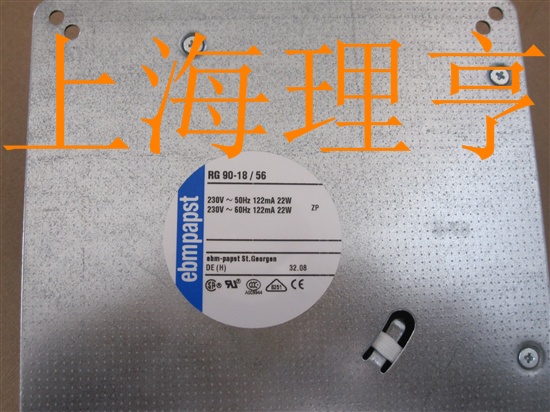 上海理亨
ebmpapst
RG 90-18 / 56
230V ~ 50Hz 122mA 22W
230V ~ 60Hz 122mA 22W
ZP
ebm-papst St.Georgen
DE (H) 32.08